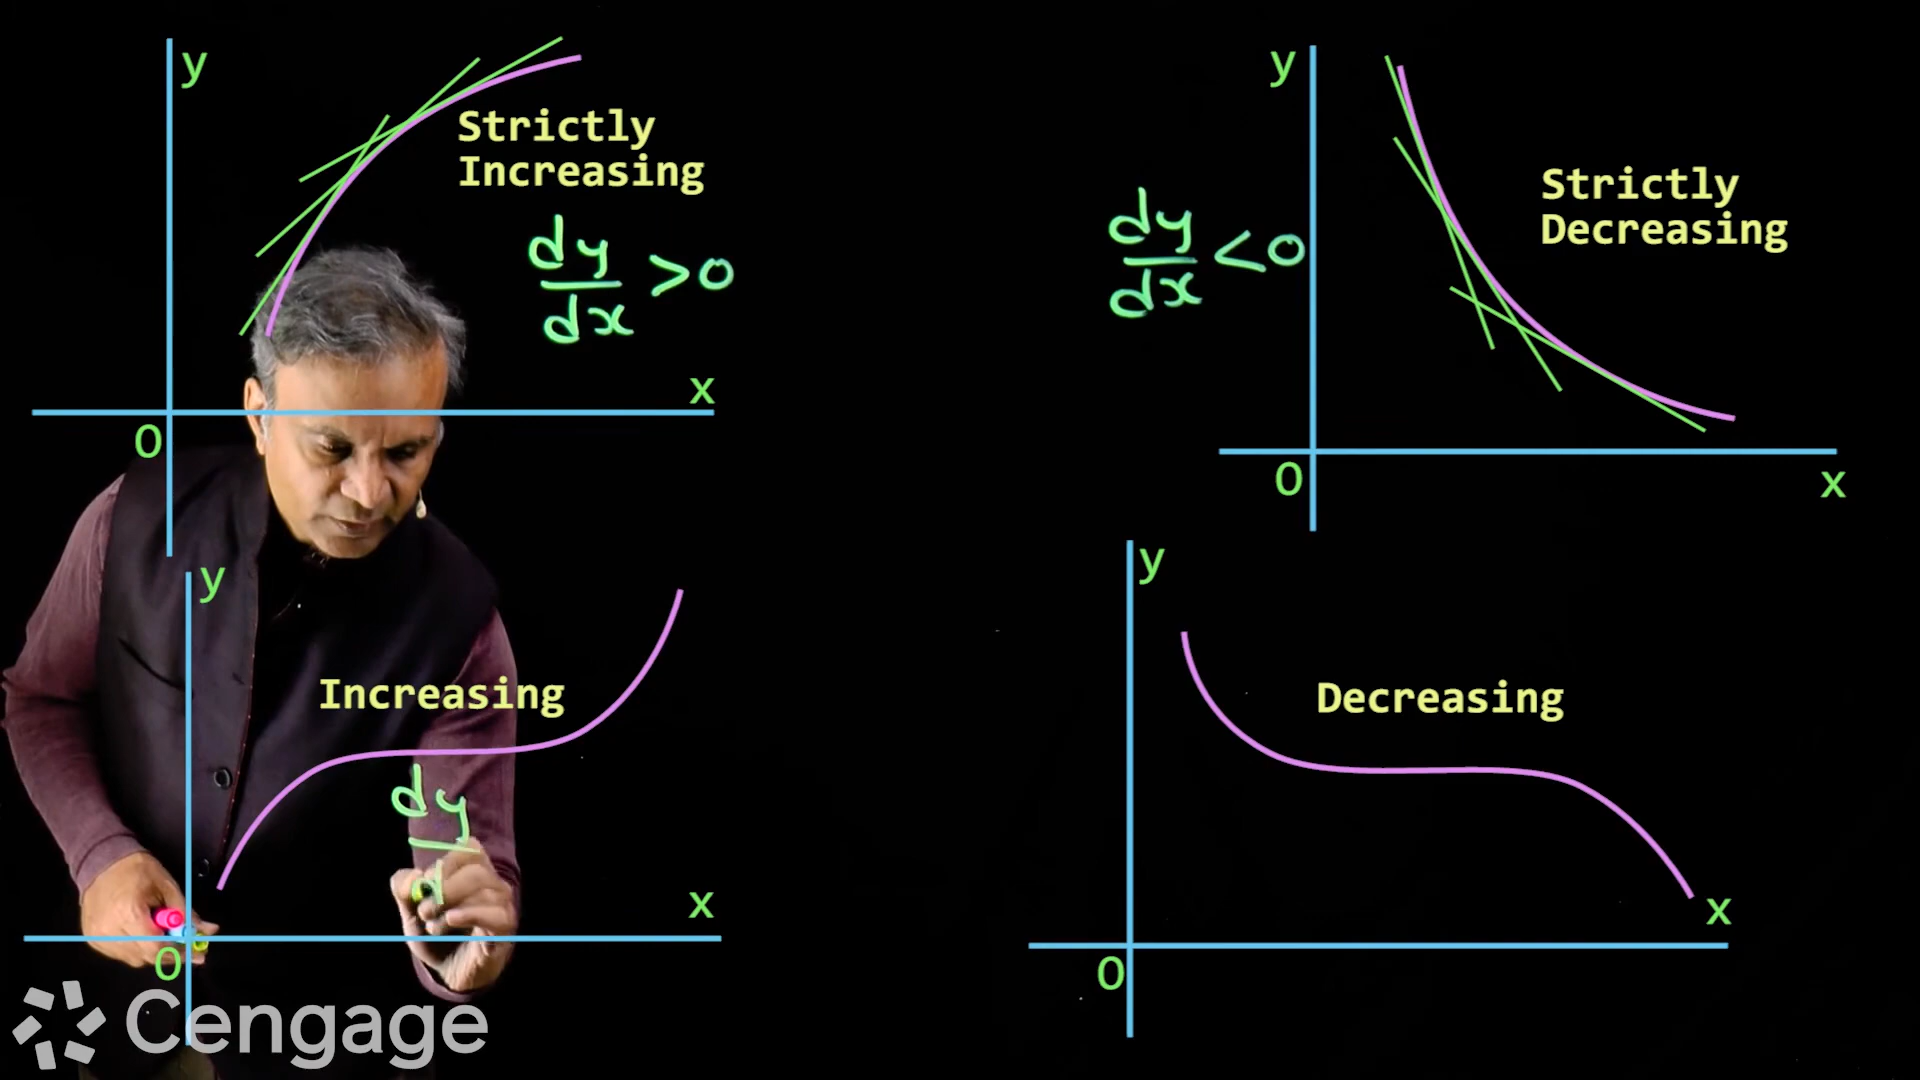 y
Strictly
Increasing
dy
dx
>0
x
0
y
Strictly
Decreasing
dy
dx
<0
0
x
y
Increasing
dy
d
x
0
y
Decreasing
x
0
Cengage